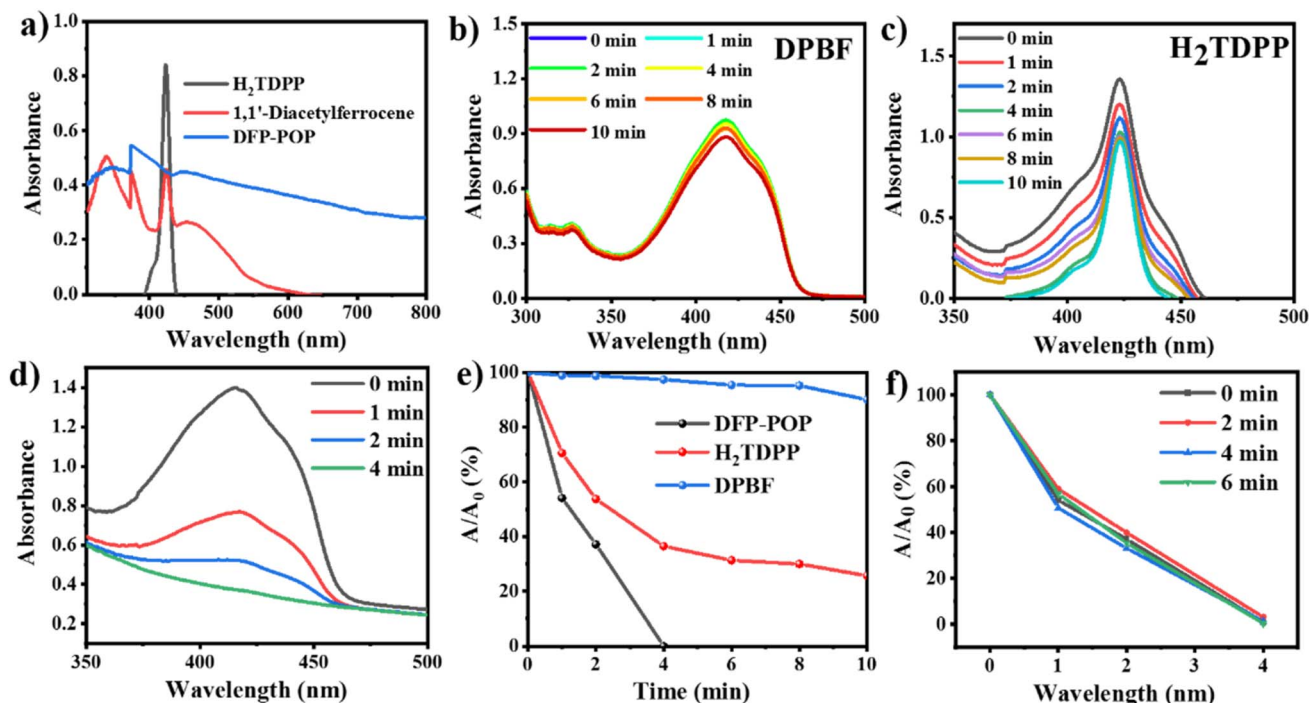 a)
1.0
0.8
0.6
0.4
0.2
0.0
Absorbance
H₂TDPP
1,1'-Diacetylferrocene
DFP-POP
400 500 600 700 800
Wavelength (nm)
b)
1.5
1.2
0.9
0.6
0.3
0.0
Absorbance
0 min 1 min
2 min 4 min
6 min 8 min
10 min
DPBF
300 350 400 450 500
Wavelength (nm)
c)
1.5
1.0
0.5
0.0
Absorbance
0 min
1 min
2 min
4 min
6 min
8 min
10 min
H₂TDPP
350 400 450 500
Wavelength (nm)
d)
1.4
1.2
1.0
0.8
0.6
0.4
0.2
Absorbance
0 min
1 min
2 min
4 min
350 400 450 500
Wavelength (nm)
e)
100
80
60
40
20
0
A/A₀ (%)
DFP-POP
H₂TDPP
DPBF
0 2 4 6 8 10
Time (min)
f)
100
80
60
40
20
0
A/A₀ (%)
0 min
2 min
4 min
6 min
0 1 2 3 4
Wavelength (nm)